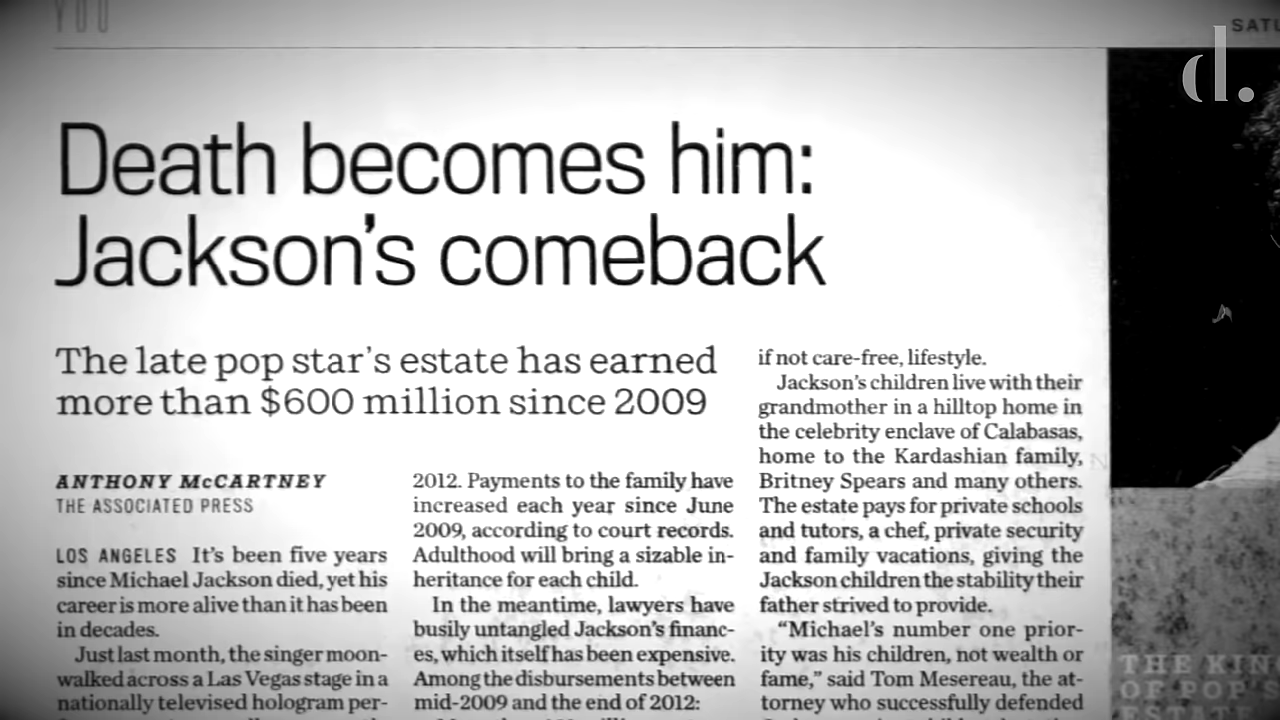 YOU
d.
Death becomes him:
Jackson's comeback
The late pop star's estate has earned
more than $600 million since 2009
ANTHONY McCARTNEY
THE ASSOCIATED PRESS
LOS ANGELES It's been five years
since Michael Jackson died, yet his
career is more alive than it has been
in decades.
Just last month, the singer moon-
walked across a Las Vegas stage in a
nationally televised hologram per-
2012. Payments to the family have
increased each year since June
2009, according to court records.
Adulthood will bring a sizable in-
heritance for each child.
In the meantime, lawyers have
busily untangled Jackson's financ-
es, which itself has been expensive.
Among the disbursements between
mid-2009 and the end of 2012:
if not care-free, lifestyle.
Jackson's children live with their
grandmother in a hilltop home in
the celebrity enclave of Calabasas,
home to the Kardashian family,
Britney Spears and many others.
The estate pays for private schools
and tutors, a chef, private security
and family vacations, giving the
Jackson children the stability their
father strived to provide.
"Michael's number one prior-
ity was his children, not wealth or
fame," said Tom Mesereau, the at-
torney who successfully defended
THE KIN
OF POP'S
ESTATE